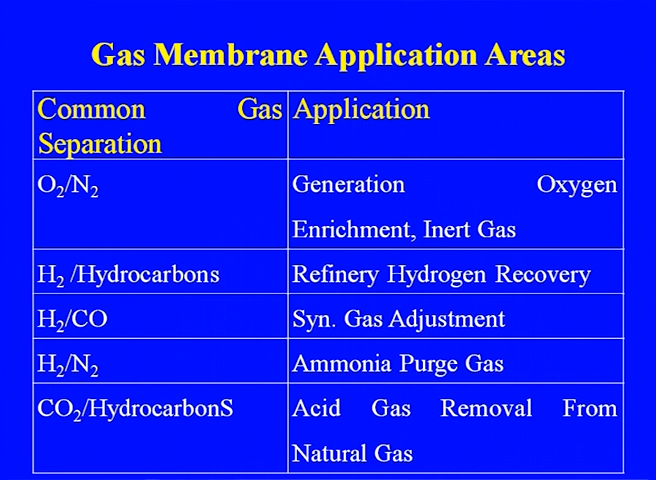 Gas Membrane Application Areas
Common Gas Application
Separation
O₂/N₂ Generation Oxygen
Enrichment, Inert Gas
H₂ /Hydrocarbons Refinery Hydrogen Recovery
H₂/CO Syn. Gas Adjustment
H₂/N₂ Ammonia Purge Gas
CO₂/HydrocarbonS Acid Gas Removal From
Natural Gas